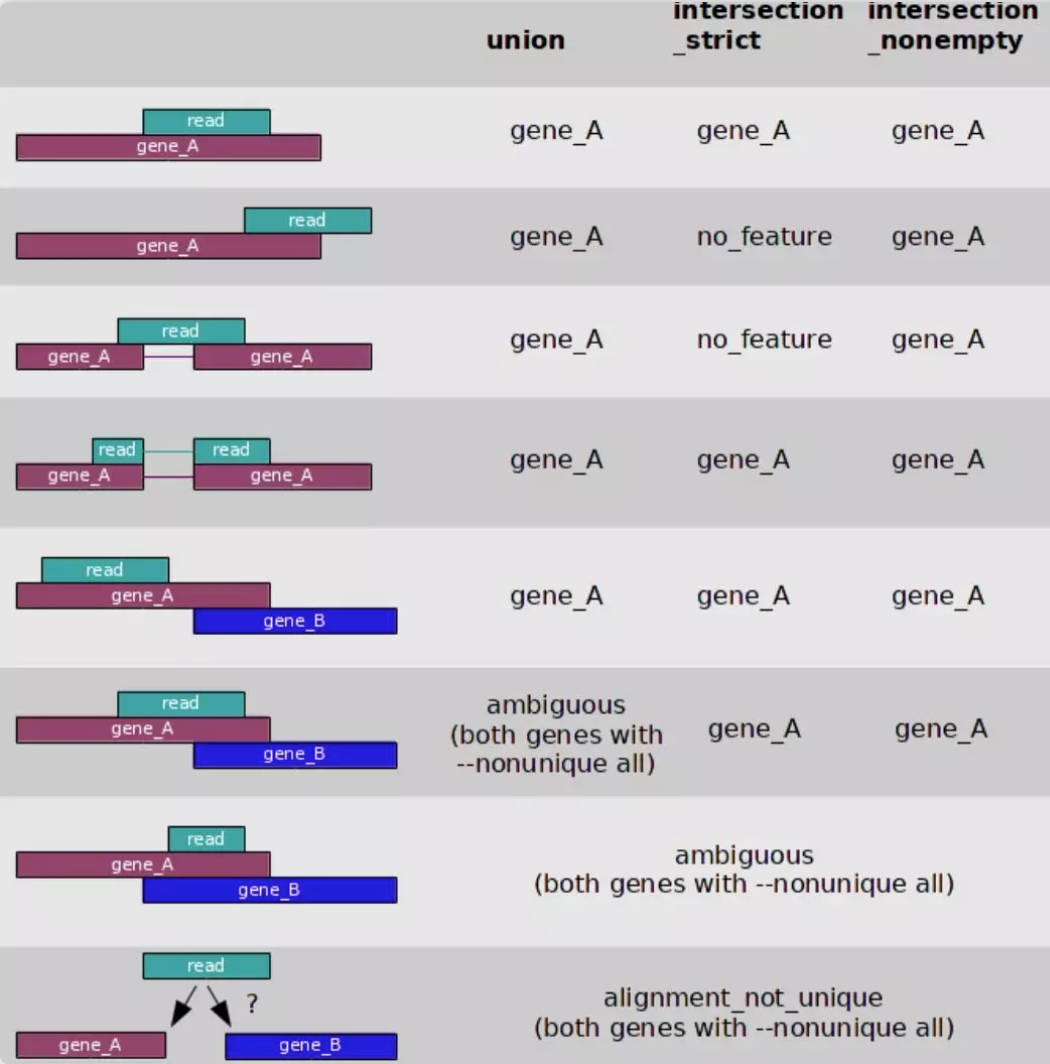 intersection intersection
union _strict _nonempty
read
gene_A
gene_A gene_A gene_A
read
gene_A
gene_A no_feature gene_A
read
gene_A gene_A
gene_A no_feature gene_A
read read
gene_A gene_A
gene_A gene_A gene_A
read
gene_A
gene_B
gene_A gene_A gene_A
read
gene_A
gene_B
ambiguous
(both genes with
--nonunique all)
gene_A gene_A
read
gene_A
gene_B
ambiguous
(both genes with --nonunique all)
read
?
gene_A gene_B
alignment_not_unique
(both genes with --nonunique all)